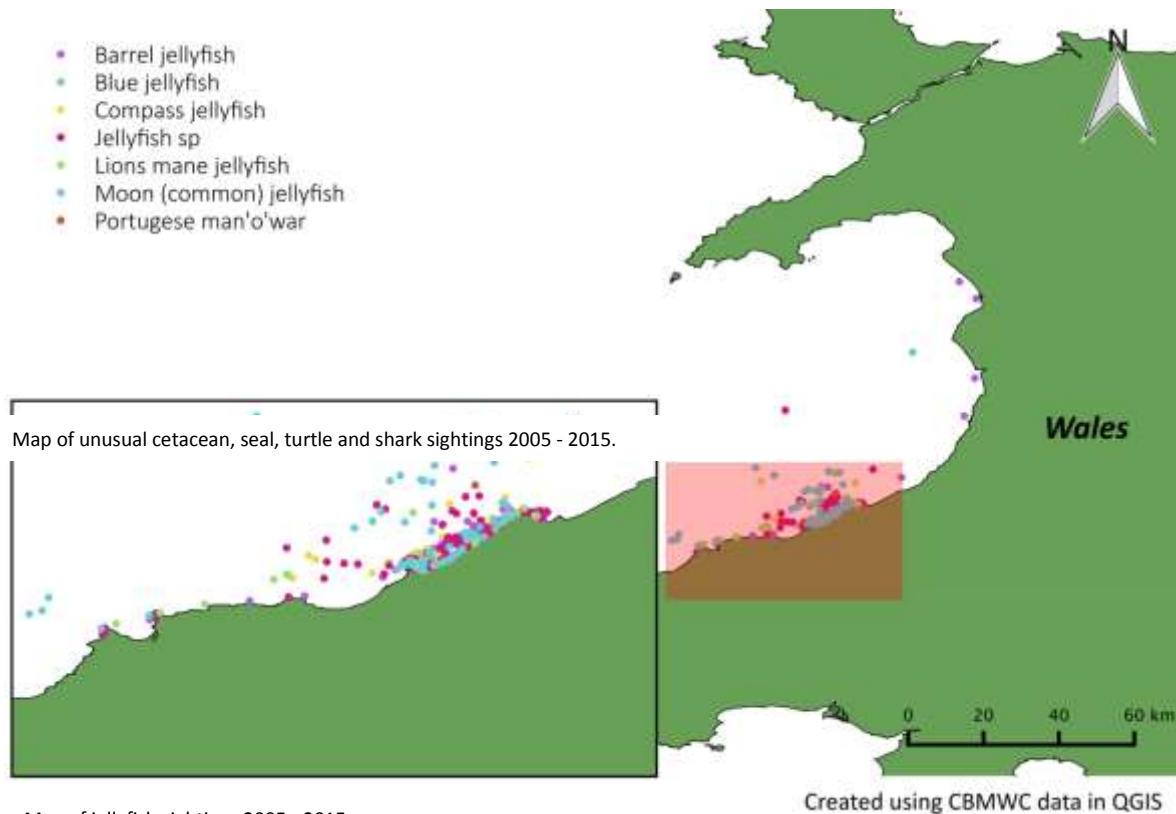 Barrel jellyfish
Blue jellyfish
Compass jellyfish
Jellyfish sp
Lions mane jellyfish
Moon (common) jellyfish
Portugese man'o'war
N
Map of unusual cetacean, seal, turtle and shark sightings 2005 - 2015.
Wales
0 20 40 60 km
Created using CBMWC data in QGIS